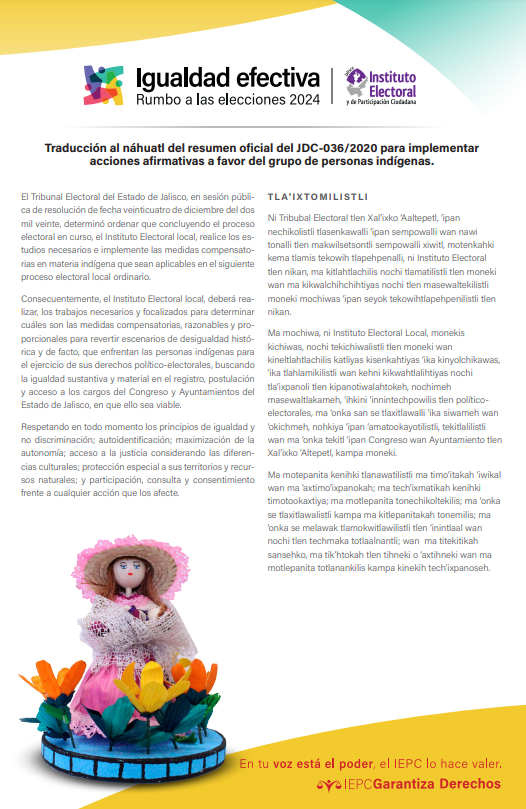 Igualdad efectiva
Rumbo a las elecciones 2024
Jalisco
Instituto
Electoral
y de Participación Ciudadana
Traducción al náhuatl del resumen oficial del JDC-036/2020 para implementar
acciones afirmativas a favor del grupo de personas indígenas.
El Tribunal Electoral del Estado de Jalisco, en sesión públi-
ca de resolución de fecha veinticuatro de diciembre del dos
mil veinte, determinó ordenar que concluyendo el proceso
electoral en curso, el Instituto Electoral local, realice los es-
tudios necesarios e implemente las medidas compensato-
rias en materia indígena que sean aplicables en el siguiente
proceso electoral local ordinario.
Consecuentemente, el Instituto Electoral local, deberá rea-
lizar, los trabajos necesarios y focalizados para determinar
cuáles son las medidas compensatorias, razonables y pro-
porcionales para revertir escenarios de desigualdad histó-
rica y de facto, que enfrentan las personas indígenas para
el ejercicio de sus derechos político-electorales, buscando
la igualdad sustantiva y material en el registro, postulación
y acceso a los cargos del Congreso y Ayuntamientos del
Estado de Jalisco, en que ello sea viable.
Respetando en todo momento los principios de igualdad y
no discriminación; autoidentificación; maximización de la
autonomía; acceso a la justicia considerando las diferen-
cias culturales; protección especial a sus territorios y recur-
sos naturales; y participación, consulta y consentimiento
frente a cualquier acción que los afecte.
TLA'IXTOMILISTLI
Ni Tribubal Electoral tlen Xal'ixko 'Aaltepetl, 'ipan
nechikolistli tlasenkawalli 'ipan sempowalli wan nawi
tonalli tlen makwilsetsontli sempowalli xiwitl, motenkahki
kema tlamis tekowih tlapehpenalli, ni Instituto Electoral
tlen nikan, ma kitlahtlachilis nochi tlamatilistli tlen moneki
wan ma kikwalchihchihtiyas nochi tlen masewaltekilistli
moneki mochiwas 'ipan seyok tekowihtlapehpenilistli tlen
nikan.
Ma mochiwa, ni Instituto Electoral Local, monekis
kichiwas, nochi tekichiwalistli tlen moneki wan
kineltlahtlachilis katliyas kisenkahtiyas 'ika kinyolchikawas,
'ika tlahlamikilistli wan kehni kikwahtlalihtiyas nochi
tla'ixpanoli tlen kipanotiwalahtokeh, nochimeh
masewaltlakameh, 'ihkini 'innintechpowilis tlen político-
electorales, ma 'onka san se tlaxitlawalli 'ika siwameh wan
'okichmeh, nohkiya 'ipan 'amatookayotilistli, tekitlalilistli
wan ma 'onka tekitl 'ipan Congreso wan Ayuntamiento tlen
Xal'ixko 'Altepetl, kampa moneki.
Ma motepanita kenihki tlanawatilistli ma timo'itakah 'iwikal
wan ma 'axtimo'ixpanokah; ma tech'ixmatikah kenihki
timotookaxtiya; ma motlepanita tonechikoltekilis; ma 'onka
se tlaxitlawalistli kampa ma kitlepanitakah tonemilis; ma
'onka se melawak tlamokwitlawilistli tlen 'inintlaal wan
nochi tlen techmaka totlaalnantli; wan ma titekitikah
sansehko, ma tik'htokah tlen tihneki o 'axtihneki wan ma
motlepanita totlanankilis kampa kinekih tech'ixpanoseh.
En tu voz está el poder, el IEPC lo hace valer.
IEPCGarantiza Derechos